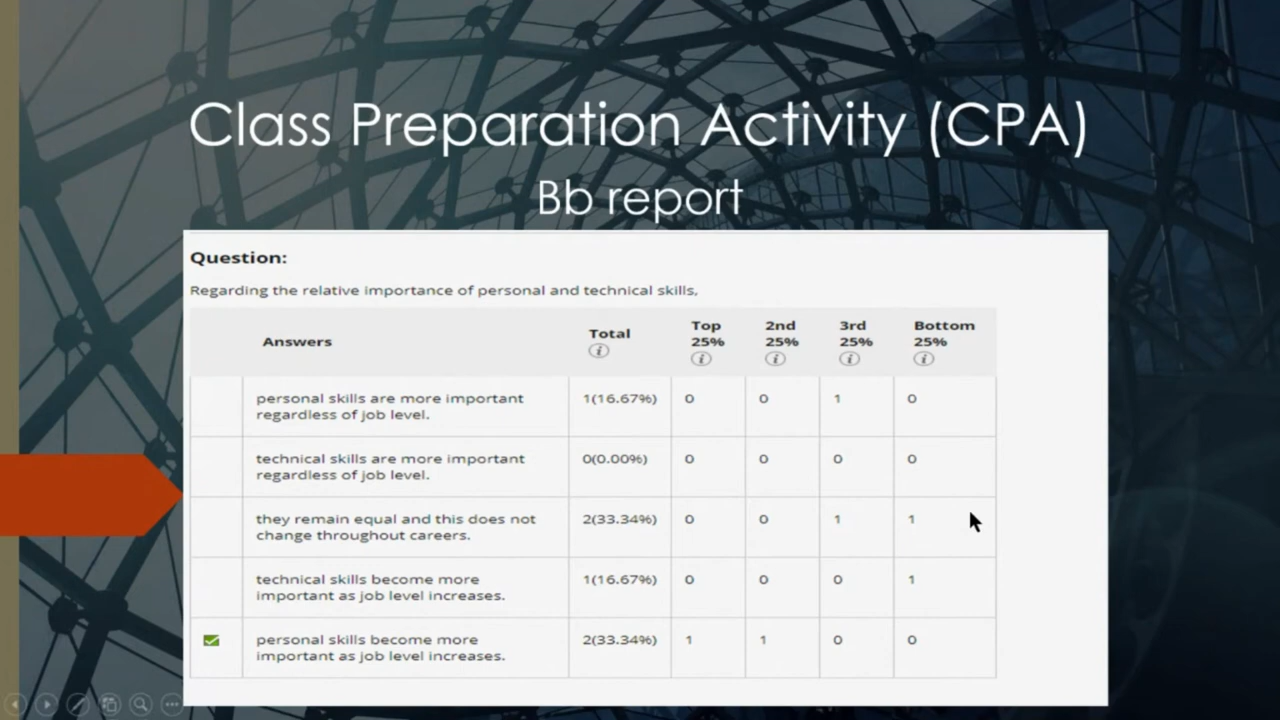 Class Preparation Activity (CPA)
Bb report
Question:
Regarding the relative importance of personal and technical skills,
Answers
Total
Top 25%
2nd 25%
3rd 25%
Bottom 25%
personal skills are more important
regardless of job level.
1(16.67%) 0 0 1 0
technical skills are more important
regardless of job level.
0(0.00%) 0 0 0 0
they remain equal and this does not
change throughout careers.
2(33.34%) 0 0 1 1
technical skills become more
important as job level increases.
1(16.67%) 0 0 0 1
personal skills become more
important as job level increases.
2(33.34%) 1 1 0 0